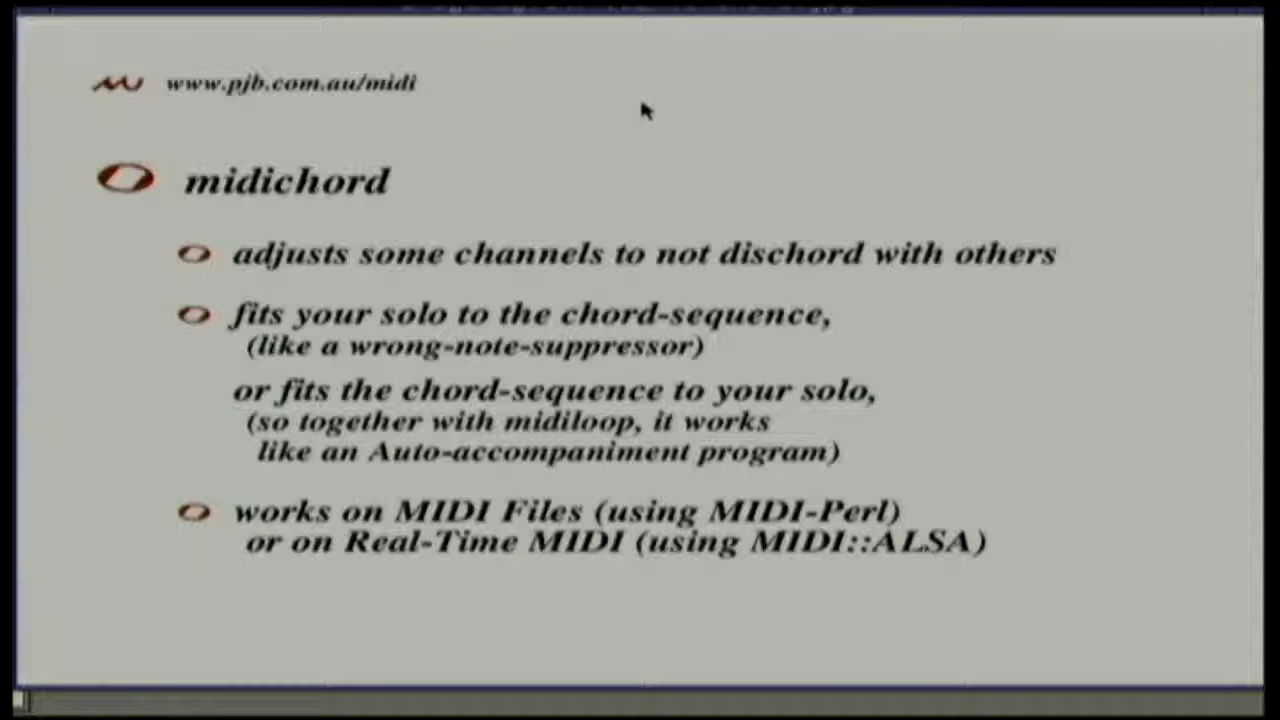 www.pjb.com.au/midi
midichord
adjusts some channels to not dischord with others
fits your solo to the chord-sequence,
(like a wrong-note-suppressor)
or fits the chord-sequence to your solo,
(so together with midiloop, it works
like an Auto-accompaniment program)
works on MIDI Files (using MIDI-Perl)
or on Real-Time MIDI (using MIDI::ALSA)